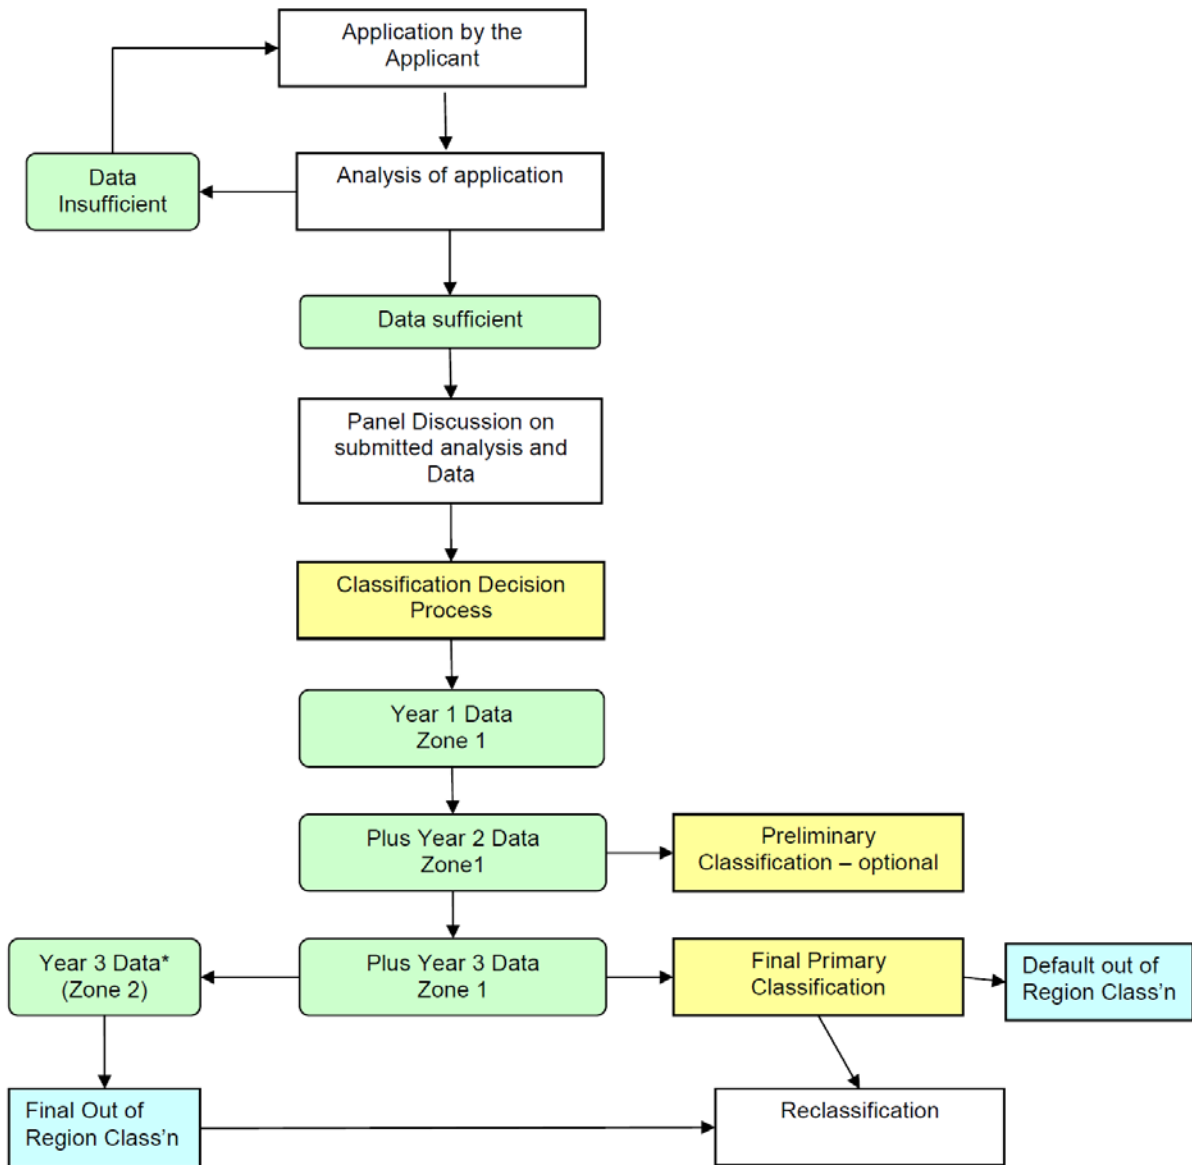 Application by the
Applicant
Data
Insufficient
Analysis of application
Data sufficient
Panel Discussion on
submitted analysis and
Data
Classification Decision
Process
Year 1 Data
Zone 1
Plus Year 2 Data
Zone1
Preliminary
Classification – optional
Year 3 Data*
(Zone 2)
Plus Year 3 Data
Zone 1
Final Primary
Classification
Default out of
Region Class’n
Final Out of
Region Class’n
Reclassification